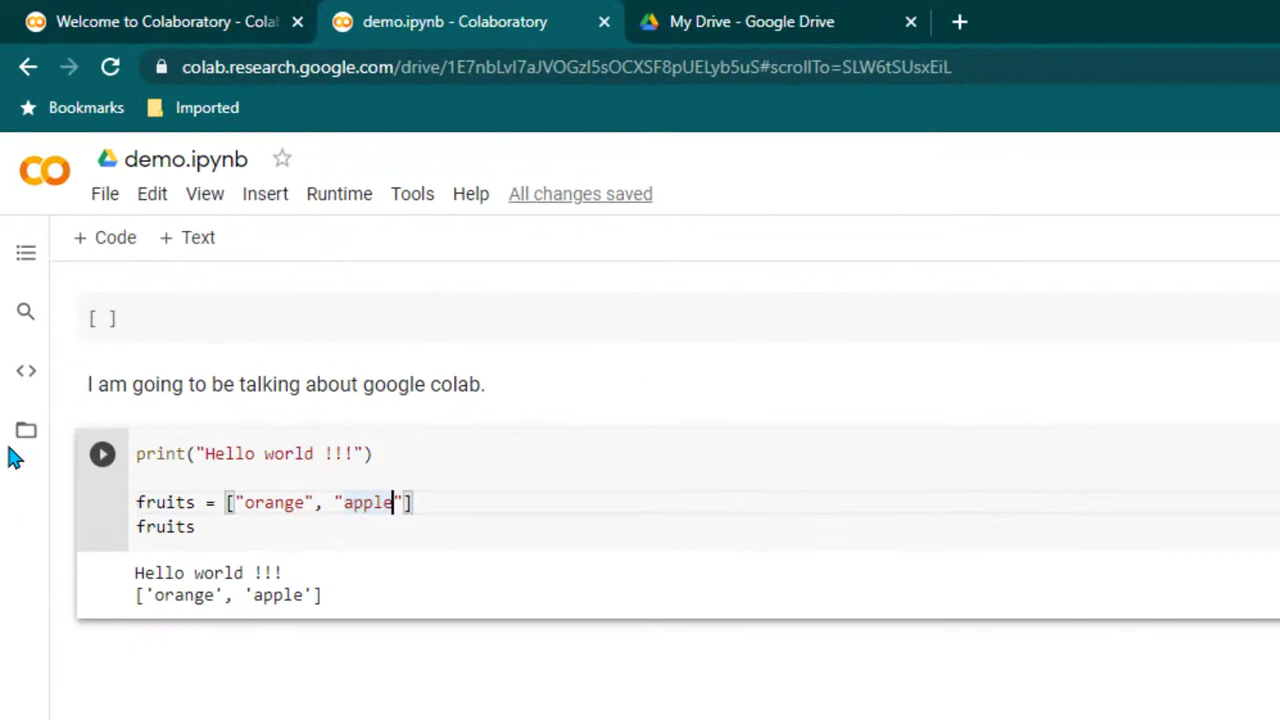 Welcome to Colaboratory - Cola
demo.ipynb - Colaboratory
My Drive - Google Drive
colab.research.google.com/drive/1E7nbLvI7aJVOGzI5sOCXSF8pUELyb5uS#scrollTo=SLW6tSUsxEiL
Bookmarks Imported
demo.ipynb
File Edit View Insert Runtime Tools Help All changes saved
+ Code + Text
[ ]
I am going to be talking about google colab.
print("Hello world !!!")
fruits = ["orange", "apple"]
fruits
Hello world !!!
['orange', 'apple']